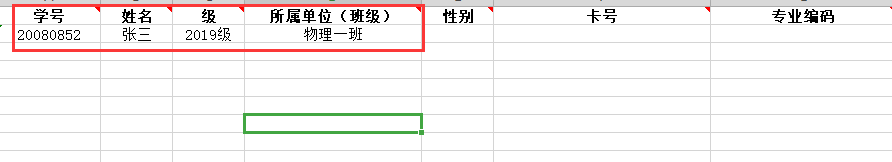 学号 姓名 级 所属单位（班级） 性别 卡号 专业编码
20080852 张三 2019级 物理一班